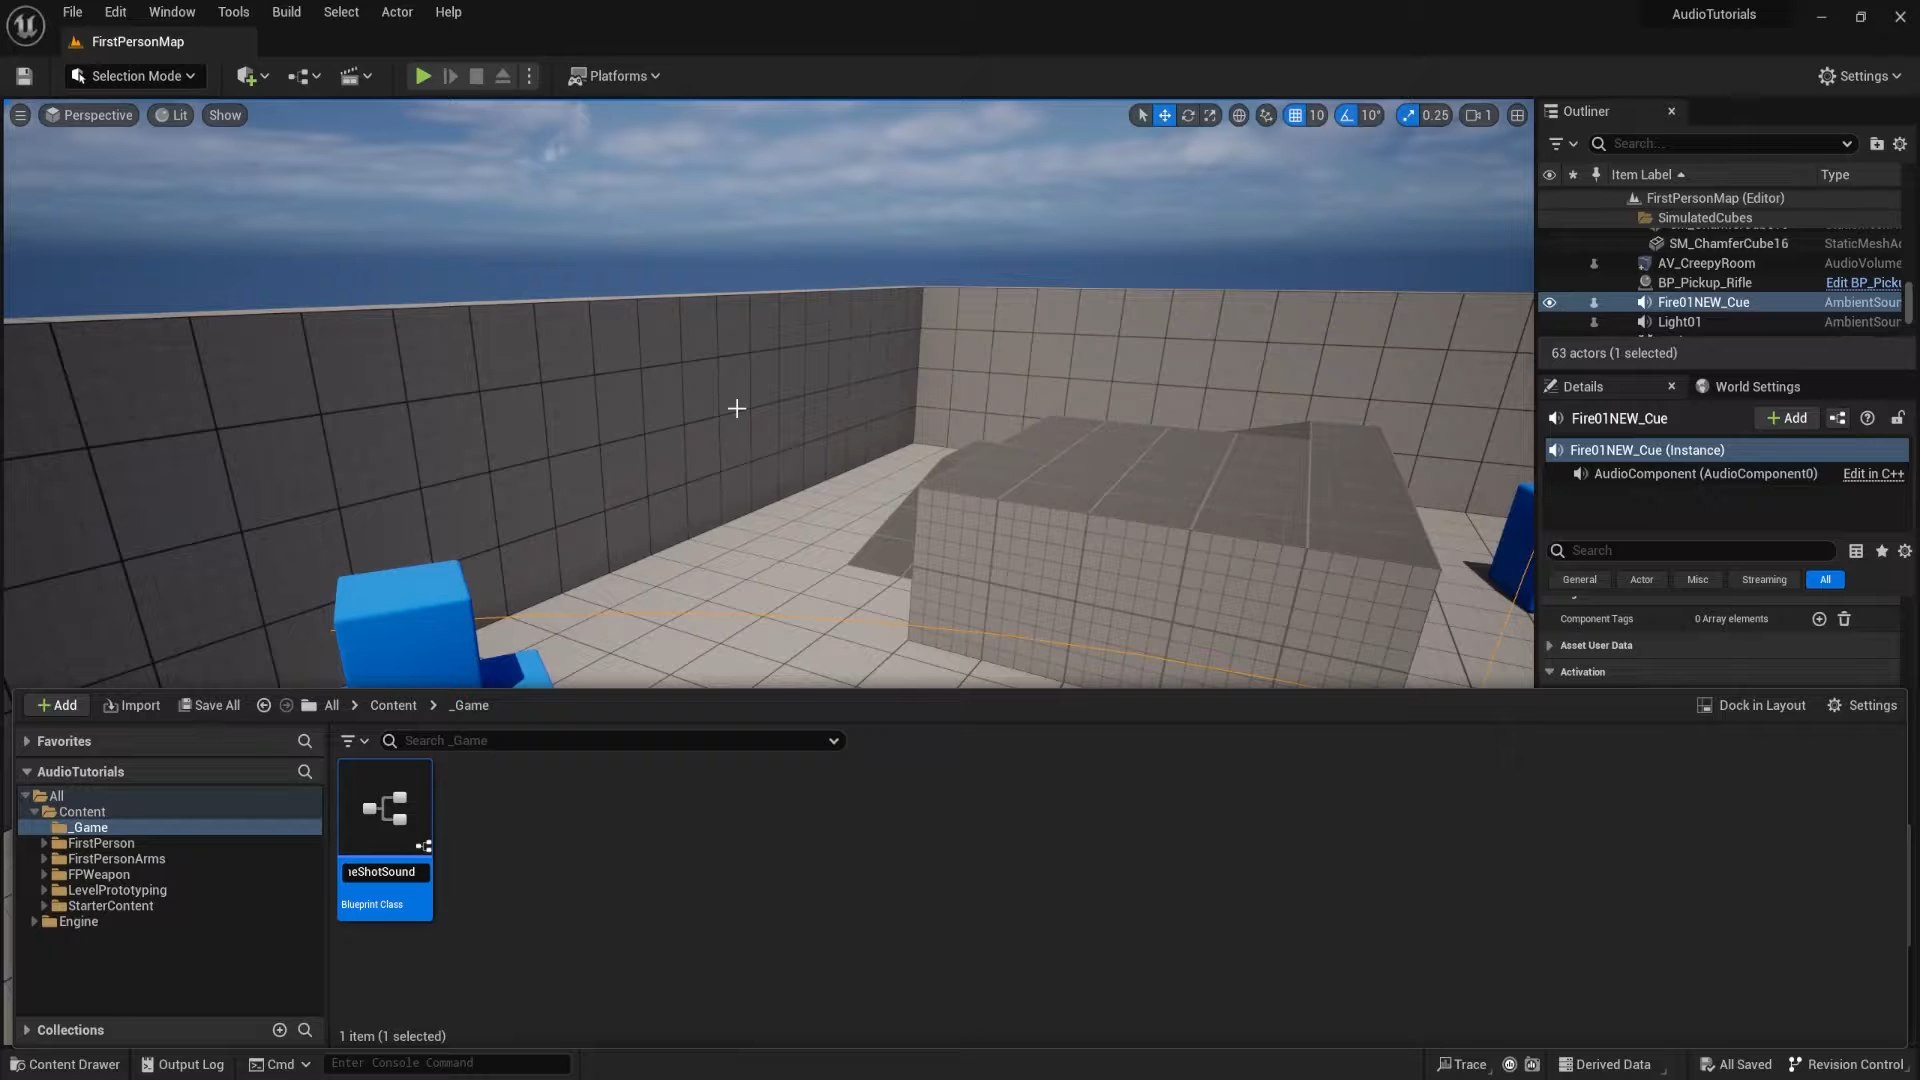 File Edit Window Tools Build Select Actor Help
AudioTutorials
FirstPersonMap
Selection Mode
Platforms
Settings
Perspective Lit Show
10 10° 0.25 1
Outliner
Search...
Item Label Type
FirstPersonMap (Editor)
SimulatedCubes
SM_ChamferCube16 StaticMeshAc
AV_CreepyRoom AudioVolume
BP_Pickup_Rifle Edit BP_Picku
Fire01NEW_Cue AmbientSour
Light01 AmbientSour
63 actors (1 selected)
Details World Settings
Fire01NEW_Cue + Add
Fire01NEW_Cue (Instance)
AudioComponent (AudioComponent0) Edit in C++
Search
General Actor Misc Streaming All
Component Tags 0 Array elements
Asset User Data
Activation
+ Add Import Save All All > Content > _Game
Dock in Layout Settings
Favorites
Search _Game
AudioTutorials
All
Content
_Game
FirstPerson
FirstPersonArms
FPWeapon
LevelPrototyping
StarterContent
Engine
eShotSound
Blueprint Class
Collections
1 item (1 selected)
Content Drawer Output Log Cmd Enter Console Command
Trace Derived Data All Saved Revision Control